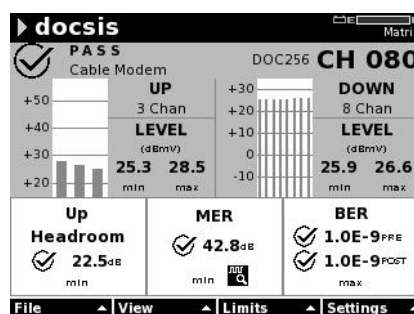 docsis
Matri
PASS
Cable Modem
DOC256 CH 080
UP
3 Chan
LEVEL
(dBmV)
25.3 28.5
min max
+50
+40
+30
+20
DOWN
8 Chan
LEVEL
(dBmV)
25.9 26.6
min max
+30
+20
+10
0
-10
Up
Headroom
22.5dB
min
MER
42.8dB
min
BER
1.0E-9PRE
1.0E-9POST
max
File View Limits Settings